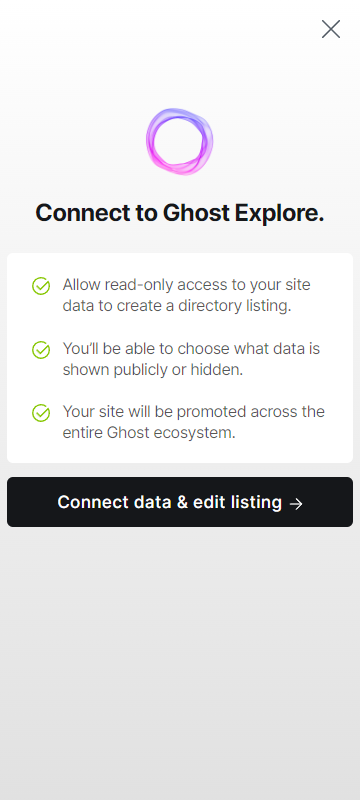 Connect to Ghost Explore.
Allow read-only access to your site
data to create a directory listing.
You’ll be able to choose what data is
shown publicly or hidden.
Your site will be promoted across the
entire Ghost ecosystem.
Connect data & edit listing →